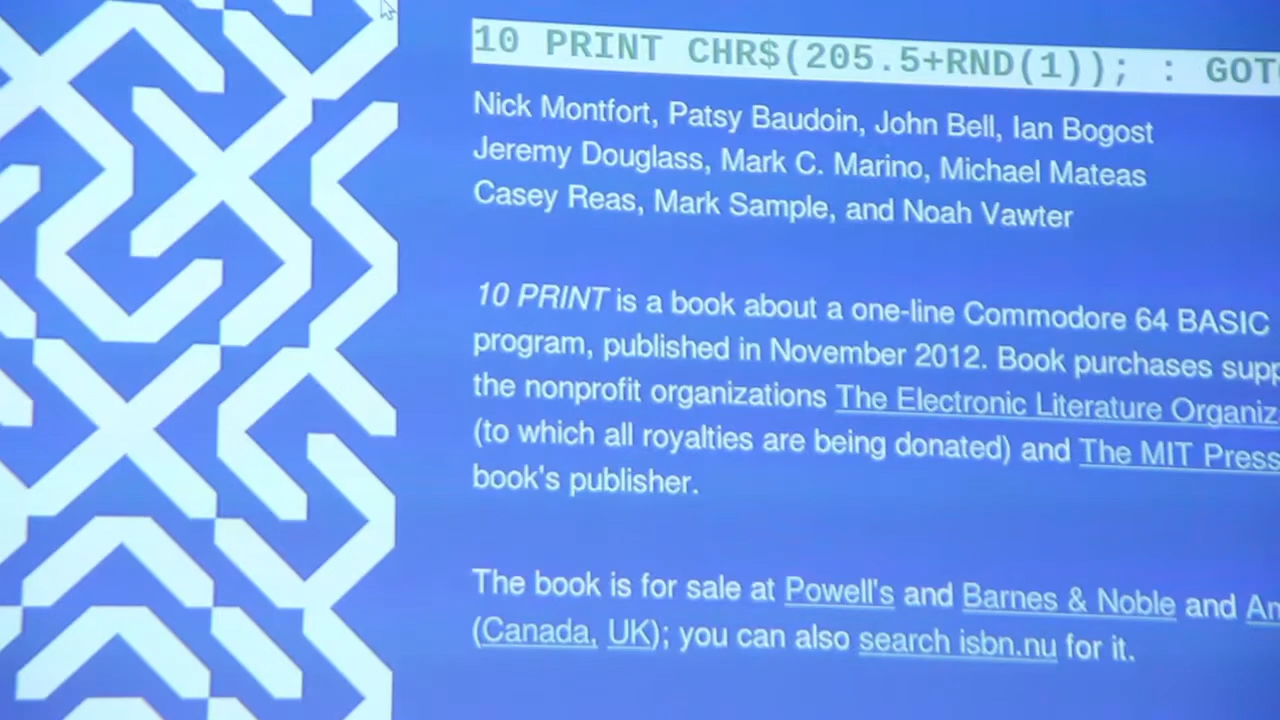 10 PRINT CHR$(205.5+RND(1)); : GOT
Nick Montfort, Patsy Baudoin, John Bell, Ian Bogost
Jeremy Douglass, Mark C. Marino, Michael Mateas
Casey Reas, Mark Sample, and Noah Vawter
10 PRINT is a book about a one-line Commodore 64 BASIC
program, published in November 2012. Book purchases supp
the nonprofit organizations The Electronic Literature Organiz
(to which all royalties are being donated) and The MIT Press
book's publisher.
The book is for sale at Powell's and Barnes & Noble and Am
(Canada, UK); you can also search isbn.nu for it.